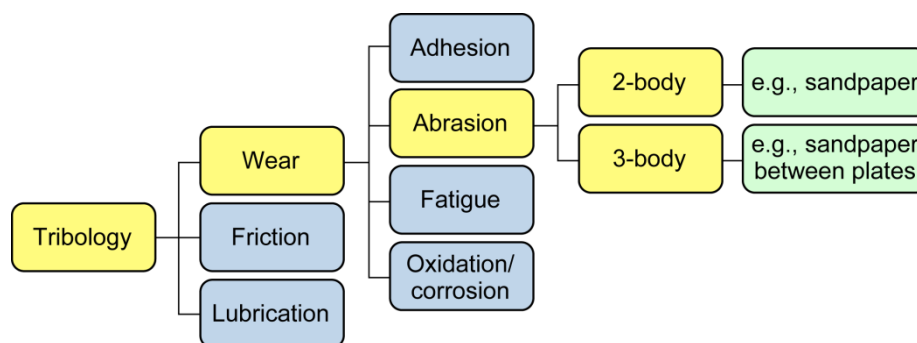 Tribology
Wear
Friction
Lubrication
Adhesion
Abrasion
Fatigue
Oxidation/
corrosion
2-body
3-body
e.g., sandpaper
e.g., sandpaper
between plates